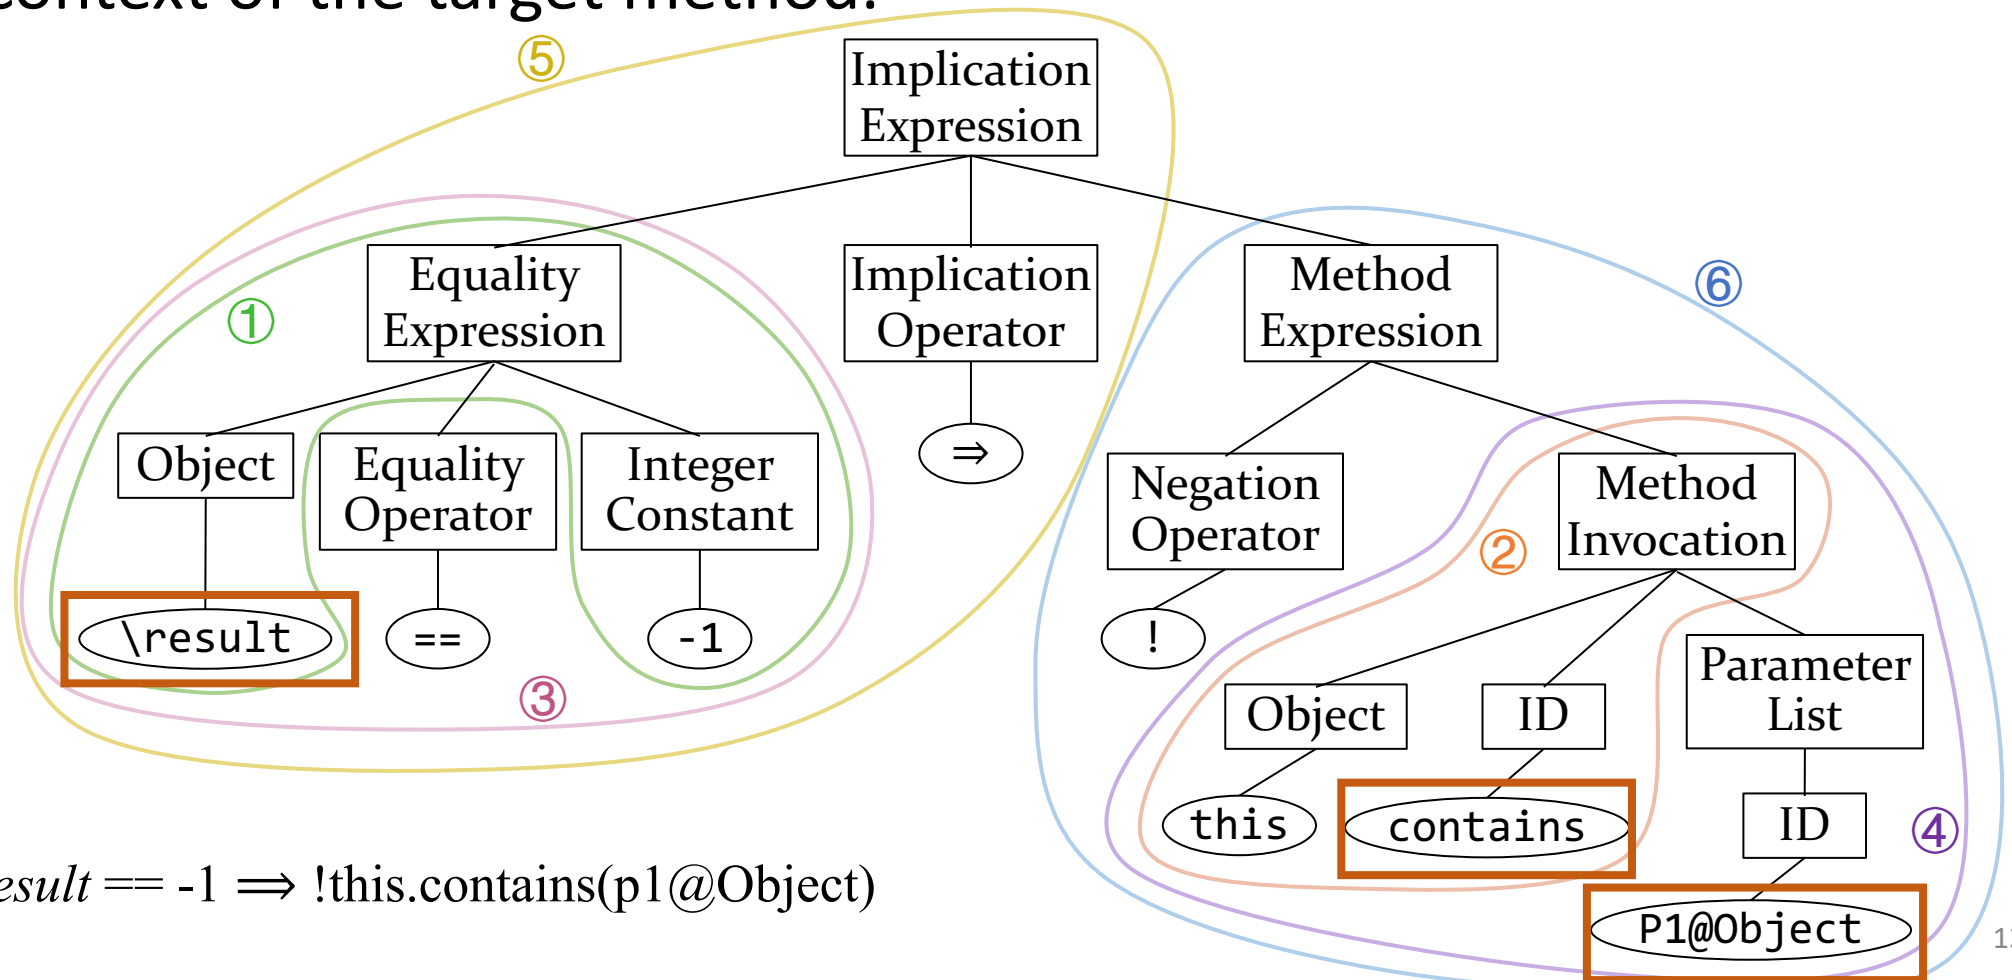 context of the target method.
⑤
Implication
Expression
①
Equality
Expression
Implication
Operator
Method
Expression
⑥
Object
Equality
Operator
Integer
Constant
⇒
Negation
Operator
②
Method
Invocation
\result
==
-1
!
③
Object
ID
Parameter
List
this
contains
ID
④
esult == -1 ⟹ !this.contains(p1@Object)
P1@Object